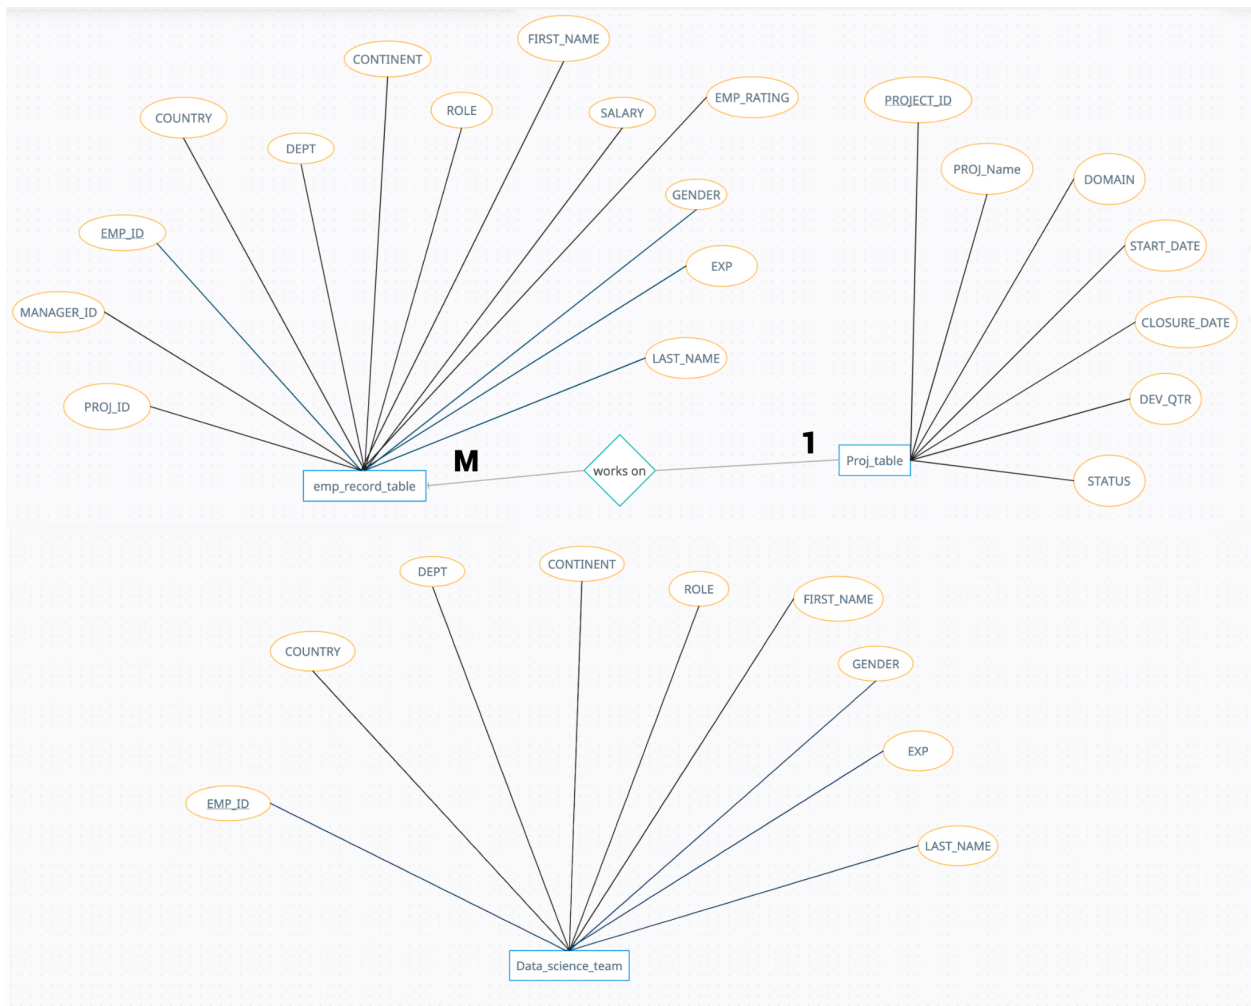 FIRST_NAME
CONTINENT
EMP_RATING
PROJECT_ID
ROLE
SALARY
COUNTRY
DEPT
PROJ_Name
DOMAIN
GENDER
EMP_ID
START_DATE
EXP
MANAGER_ID
CLOSURE_DATE
LAST_NAME
PROJ_ID
DEV_QTR
M
1
works on
Proj_table
emp_record_table
STATUS
DEPT
CONTINENT
ROLE
FIRST_NAME
COUNTRY
GENDER
EXP
EMP_ID
LAST_NAME
Data_science_team